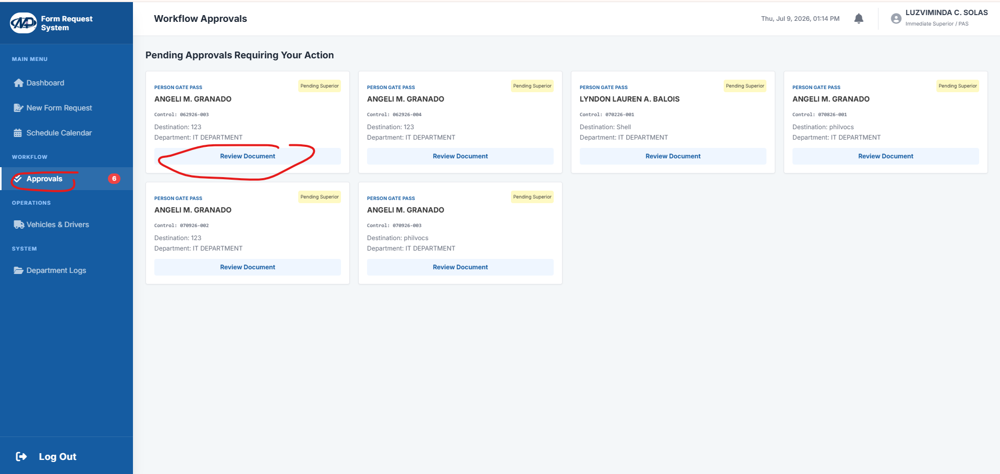 NAP
Form Request
System
MAIN MENU
Dashboard
New Form Request
Schedule Calendar
WORKFLOW
Approvals
6
OPERATIONS
Vehicles & Drivers
SYSTEM
Department Logs
Log Out
Workflow Approvals
Thu, Jul 9, 2026, 01:14 PM
LUZVIMINDA C. SOLAS
Immediate Superior / PAS
Pending Approvals Requiring Your Action
PERSON GATE PASS
Pending Superior
ANGELI M. GRANADO
Control: 062926-003
Destination: 123
Department: IT DEPARTMENT
Review Document
PERSON GATE PASS
Pending Superior
ANGELI M. GRANADO
Control: 062926-004
Destination: 123
Department: IT DEPARTMENT
Review Document
PERSON GATE PASS
Pending Superior
LYNDON LAUREN A. BALOIS
Control: 070226-001
Destination: Shell
Department: IT DEPARTMENT
Review Document
PERSON GATE PASS
Pending Superior
ANGELI M. GRANADO
Control: 070826-001
Destination: philvocs
Department: IT DEPARTMENT
Review Document
PERSON GATE PASS
Pending Superior
ANGELI M. GRANADO
Control: 070926-002
Destination: 123
Department: IT DEPARTMENT
Review Document
PERSON GATE PASS
Pending Superior
ANGELI M. GRANADO
Control: 070926-003
Destination: philvocs
Department: IT DEPARTMENT
Review Document